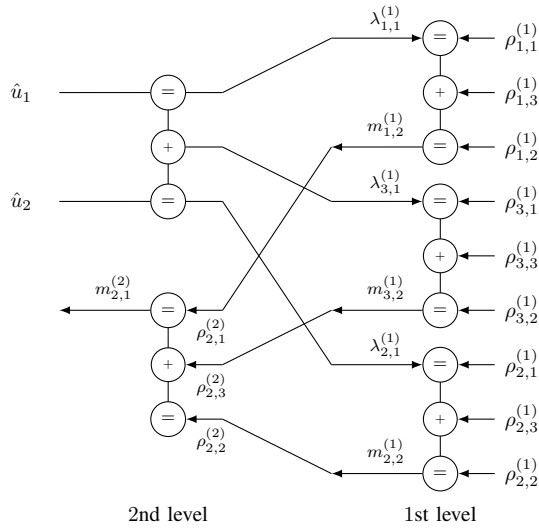 λ_{1,1}^{(1)} = ρ_{1,1}^{(1)}
û_1 = + ρ_{1,3}^{(1)}
+ m_{1,2}^{(1)} = ρ_{1,2}^{(1)}
û_2 = λ_{3,1}^{(1)} = ρ_{3,1}^{(1)}
+ ρ_{3,3}^{(1)}
m_{2,1}^{(2)} = ρ_{2,1}^{(2)} m_{3,2}^{(1)} = ρ_{3,2}^{(1)}
+ ρ_{2,3}^{(2)} λ_{2,1}^{(1)} = ρ_{2,1}^{(1)}
= ρ_{2,2}^{(2)} + ρ_{2,3}^{(1)}
m_{2,2}^{(1)} = ρ_{2,2}^{(1)}
2nd level 1st level